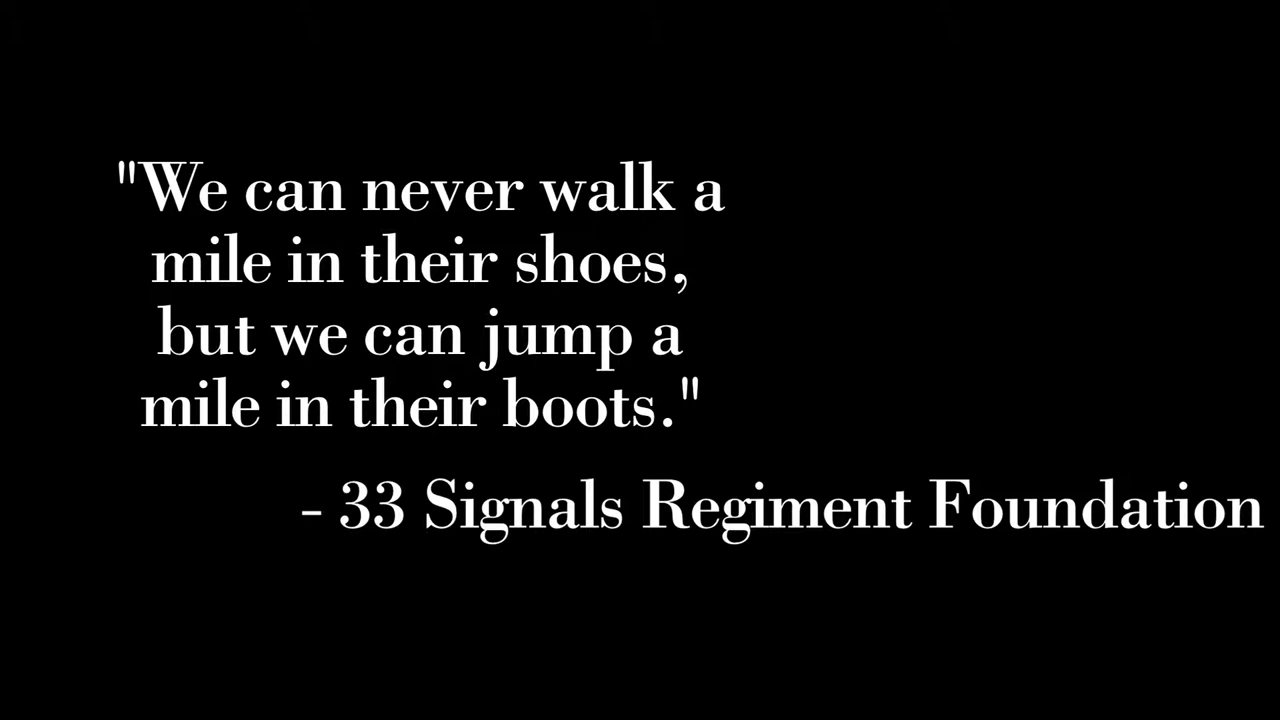 "We can never walk a
mile in their shoes,
but we can jump a
mile in their boots."
- 33 Signals Regiment Foundation